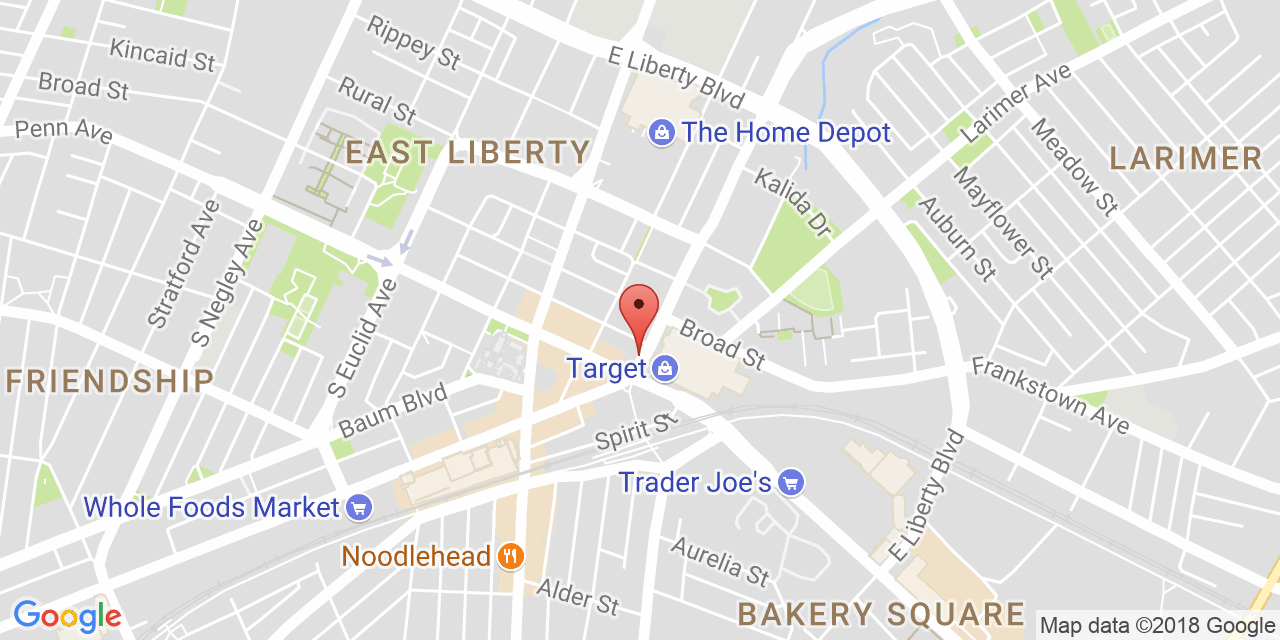 Rippey St
Kincaid St
E Liberty Blvd
Broad St
Rural St
Larimer Ave
Penn Ave
The Home Depot
EAST LIBERTY
LARIMER
Meadow St
Kalida Dr
Mayflower St
Auburn St
Stratford Ave
S Negley Ave
S Euclid Ave
Broad St
Target
FRIENDSHIP
Baum Blvd
Frankstown Ave
Spirit St
Trader Joe's
Whole Foods Market
E Liberty Blvd
Noodlehead
Aurelia St
Alder St
BAKERY SQUARE
Google
Map data ©2018 Google